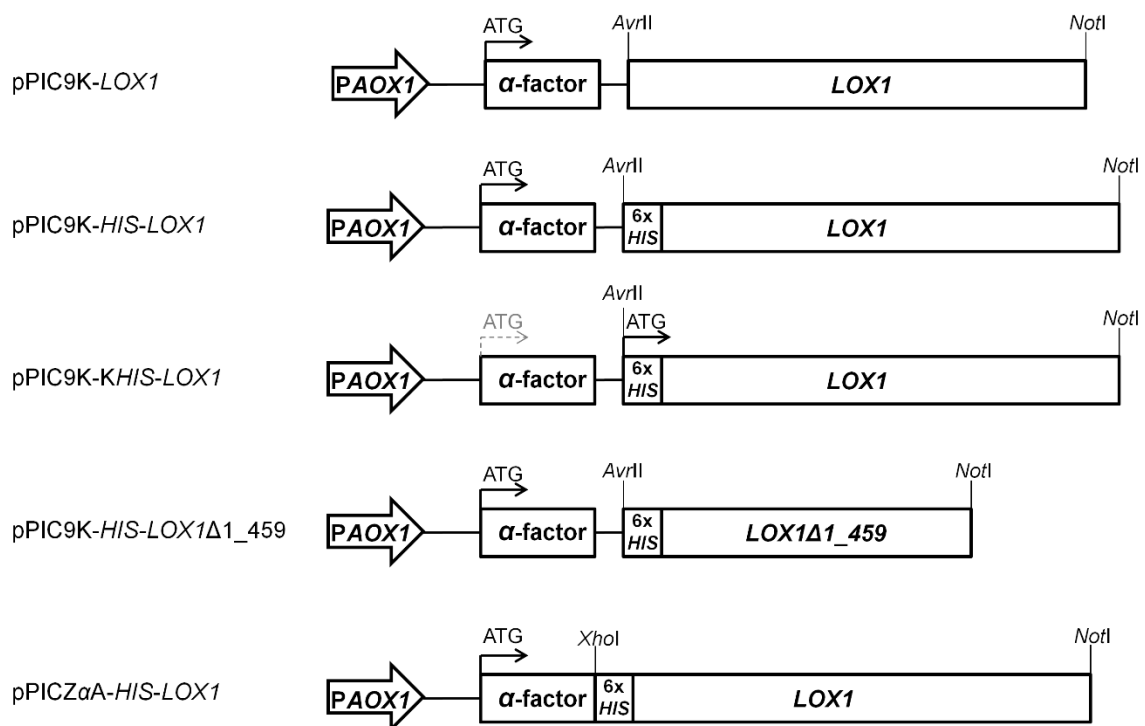 ATG AvrII NotI
pPIC9K-LOX1 PAOX1 α-factor LOX1
ATG AvrII NotI
pPIC9K-HIS-LOX1 PAOX1 α-factor 6x HIS LOX1
AvrII
ATG ATG NotI
pPIC9K-KHIS-LOX1 PAOX1 α-factor 6x HIS LOX1
ATG AvrII NotI
pPIC9K-HIS-LOX1Δ1_459 PAOX1 α-factor 6x HIS LOX1Δ1_459
ATG XhoI NotI
pPICZαA-HIS-LOX1 PAOX1 α-factor 6x HIS LOX1